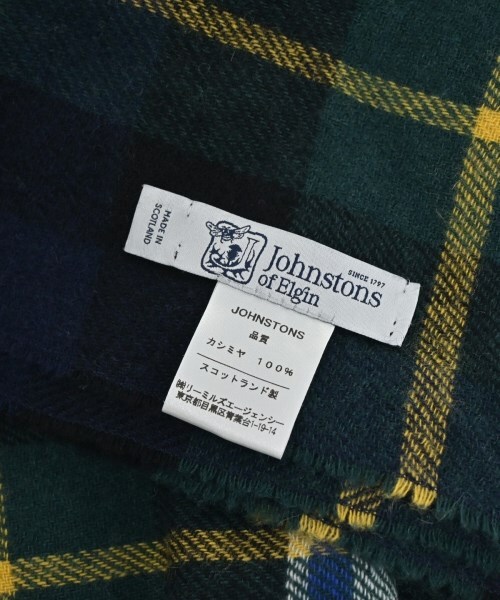 MADE IN
SCOTLAND
Johnstons
of Elgin
SINCE 1797
JOHNSTONS
品質
カシミヤ 100%
スコットランド製
㈱リーミルズエージェンシー
東京都目黒区青葉台1-19-14